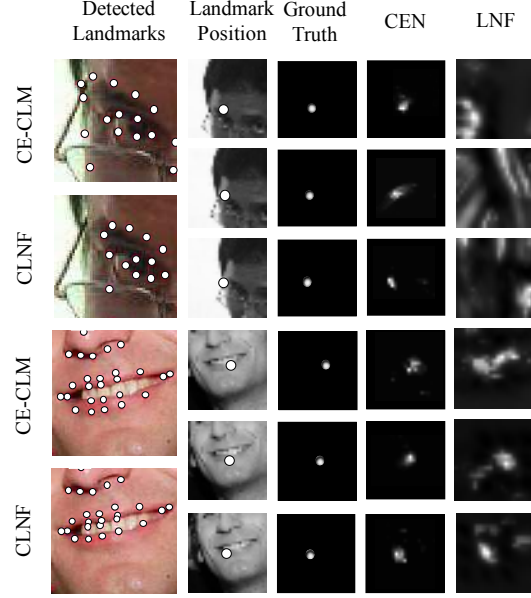 Detected Landmarks
Landmark Position
Ground Truth
CEN
LNF
CE-CLM
CLNF
CE-CLM
CLNF